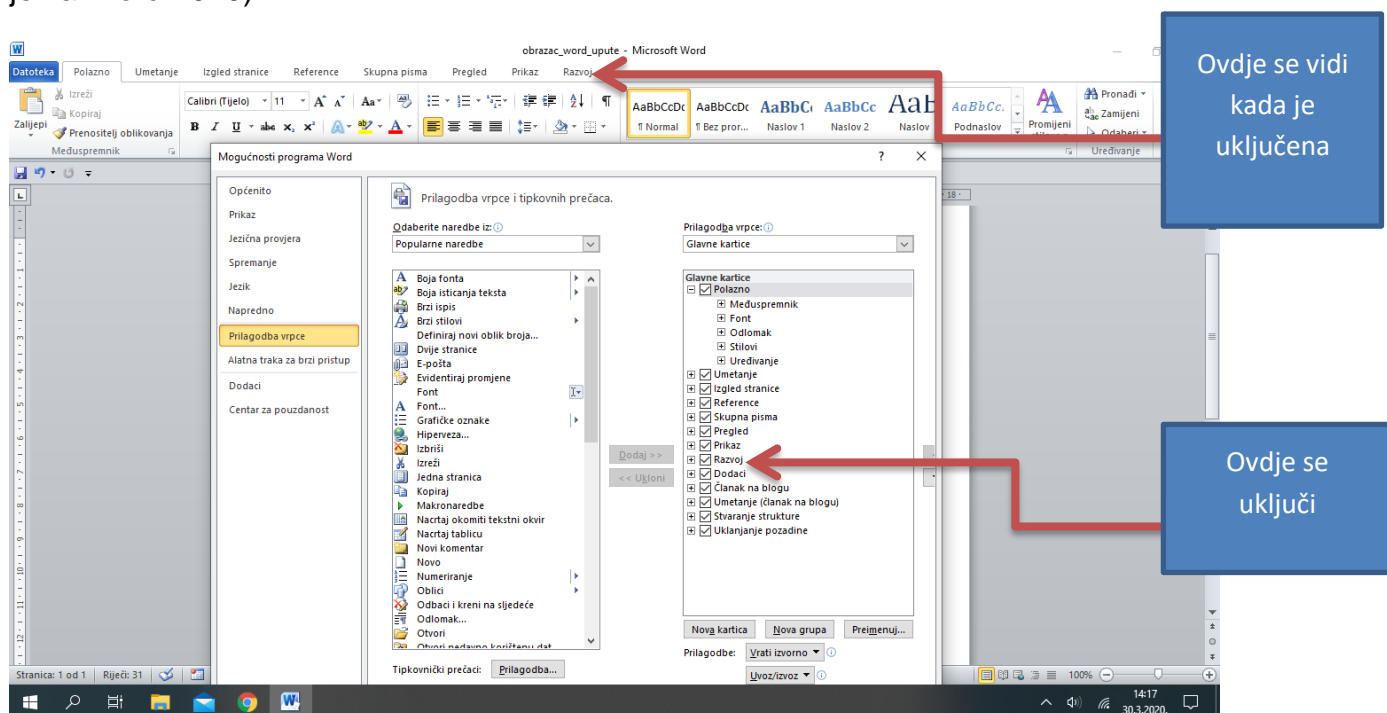 obrazac_word_upute - Microsoft Word
Datoteka Polazno Umetanje Izgled stranice Reference Skupna pisma Pregled Prikaz Razvoj
Zalijepi
Izreži
Kopiraj
Prenositelj oblikovanja
Međuspremnik
Calibri (Tijelo) 11
AaBbCcDc AaBbCcDc AaBbC AaBbCc AaB AaBbCc.
¶ Normal ¶ Bez pror... Naslov 1 Naslov 2 Naslov Podnaslov
Promijeni
Pronađi
Zamijeni
Odaberi
Uređivanje
Ovdje se vidi
kada je
uključena
Mogućnosti programa Word ?
Općenito
Prikaz
Jezična provjera
Spremanje
Jezik
Napredno
Prilagodba vrpce
Alatna traka za brzi pristup
Dodaci
Centar za pouzdanost
Prilagodba vrpce i tipkovnih prečaca.
Odaberite naredbe iz:
Popularne naredbe
Boja fonta
Boja isticanja teksta
Brzi ispis
Brzi stilovi
Definiraj novi oblik broja...
Dvije stranice
E-pošta
Evidentiraj promjene
Font
Font...
Grafičke oznake
Hiperveza...
Izbriši
Izreži
Jedna stranica
Kopiraj
Makronaredbe
Nacrtaj okomiti tekstni okvir
Nacrtaj tablicu
Novi komentar
Novo
Numeriranje
Oblici
Odbaci i kreni na sljedeće
Odlomak...
Otvori
Otvori nedavno korištenu dat
Tipkovnički prečaci: Prilagodba...
Dodaj >>
<< Ukloni
Prilagodba vrpce:
Glavne kartice
Glavne kartice
Polazno
Međuspremnik
Font
Odlomak
Stilovi
Uređivanje
Umetanje
Izgled stranice
Reference
Skupna pisma
Pregled
Prikaz
Razvoj
Dodaci
Članak na blogu
Umetanje (članak na blogu)
Stvaranje strukture
Uklanjanje pozadine
Nova kartica Nova grupa Preimenuj...
Prilagodbe: Vrati izvorno
Uvoz/izvoz
Ovdje se
uključi
Stranica: 1 od 1 Riječi: 31
100%
14:17
30.3.2020.